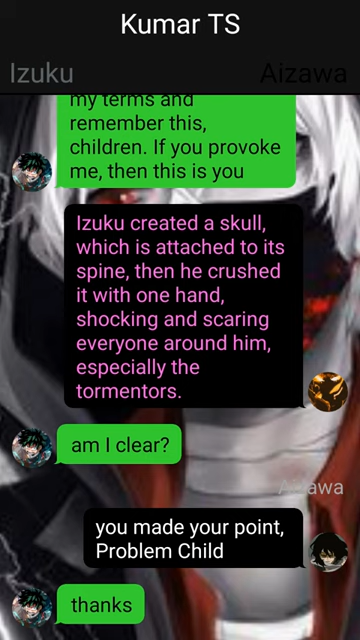 Kumar TS
Izuku
Aizawa
my terms and
remember this,
children. If you provoke
me, then this is you
Izuku created a skull,
which is attached to its
spine, then he crushed
it with one hand,
shocking and scaring
everyone around him,
especially the
tormentors.
am I clear?
Aizawa
you made your point,
Problem Child
thanks